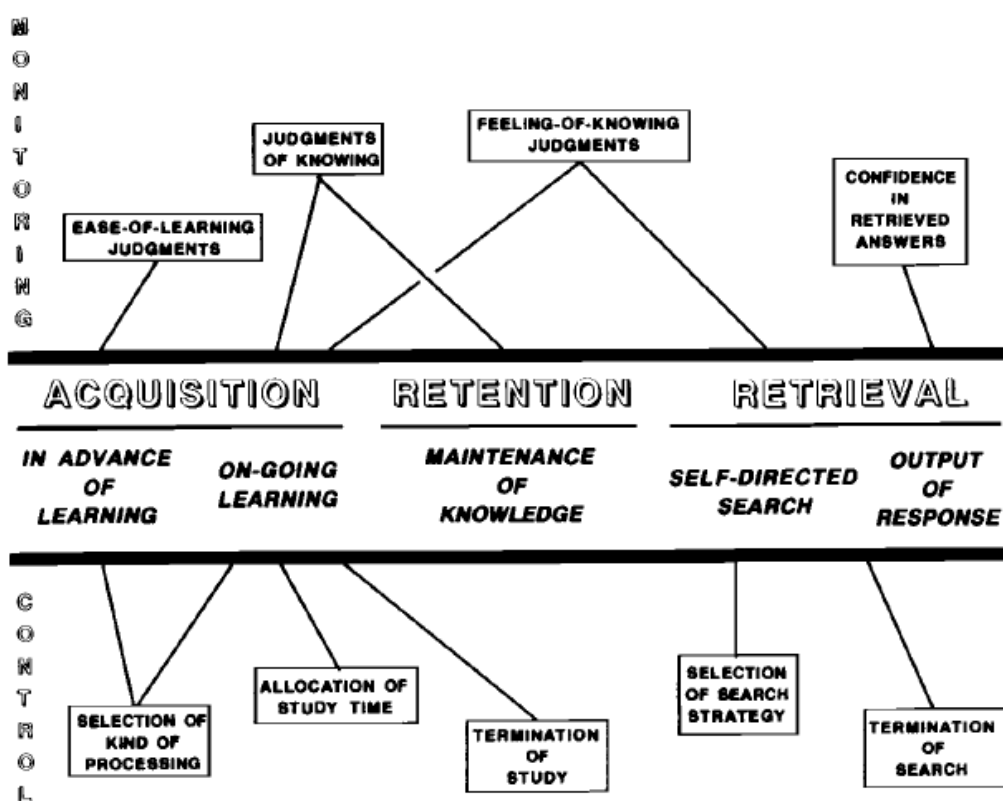 MONITORING
JUDGMENTS
OF KNOWING
FEELING-OF-KNOWING
JUDGMENTS
CONFIDENCE
IN
RETRIEVED
ANSWERS
EASE-OF-LEARNING
JUDGMENTS
ACQUISITION
RETENTION
RETRIEVAL
IN ADVANCE
OF
LEARNING
ON-GOING
LEARNING
MAINTENANCE
OF
KNOWLEDGE
SELF-DIRECTED
SEARCH
OUTPUT
OF
RESPONSE
CONTROL
SELECTION OF
KIND OF
PROCESSING
ALLOCATION OF
STUDY TIME
TERMINATION
OF
STUDY
SELECTION
OF SEARCH
STRATEGY
TERMINATION
OF
SEARCH